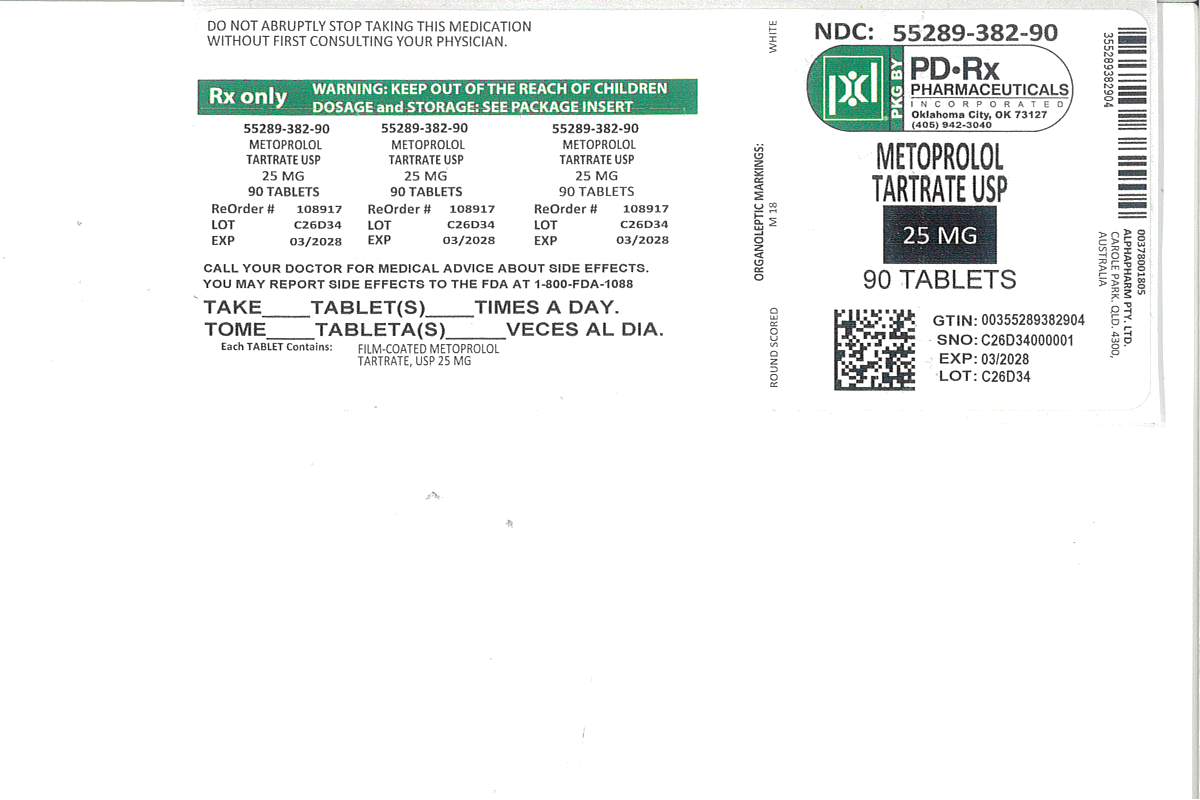 DO NOT ABRUPTLY STOP TAKING THIS MEDICATION
WITHOUT FIRST CONSULTING YOUR PHYSICIAN.
Rx only
WARNING: KEEP OUT OF THE REACH OF CHILDREN
DOSAGE and STORAGE: SEE PACKAGE INSERT
55289-382-90 55289-382-90 55289-382-90
METOPROLOL METOPROLOL METOPROLOL
TARTRATE USP TARTRATE USP TARTRATE USP
25 MG 25 MG 25 MG
90 TABLETS 90 TABLETS 90 TABLETS
ReOrder # 108917 ReOrder # 108917 ReOrder # 108917
LOT C26D34 LOT C26D34 LOT C26D34
EXP 03/2028 EXP 03/2028 EXP 03/2028
CALL YOUR DOCTOR FOR MEDICAL ADVICE ABOUT SIDE EFFECTS.
YOU MAY REPORT SIDE EFFECTS TO THE FDA AT 1-800-FDA-1088
TAKE____TABLET(S)____TIMES A DAY.
TOME____TABLETA(S)_____VECES AL DIA.
Each TABLET Contains: FILM-COATED METOPROLOL
TARTRATE, USP 25 MG
WHITE
ORGANOLEPTIC MARKINGS:
M 18
ROUND SCORED
NDC: 55289-382-90
PKG BY
PD•Rx
PHARMACEUTICALS
INCORPORATED
Oklahoma City, OK 73127
(405) 942-3040
METOPROLOL
TARTRATE USP
25 MG
90 TABLETS
GTIN: 00355289382904
SNO: C26D34000001
EXP: 03/2028
LOT: C26D34
355289382904
00378001805
ALPHAPHARM PTY. LTD.
CAROLE PARK. QLD. 4300,
AUSTRALIA